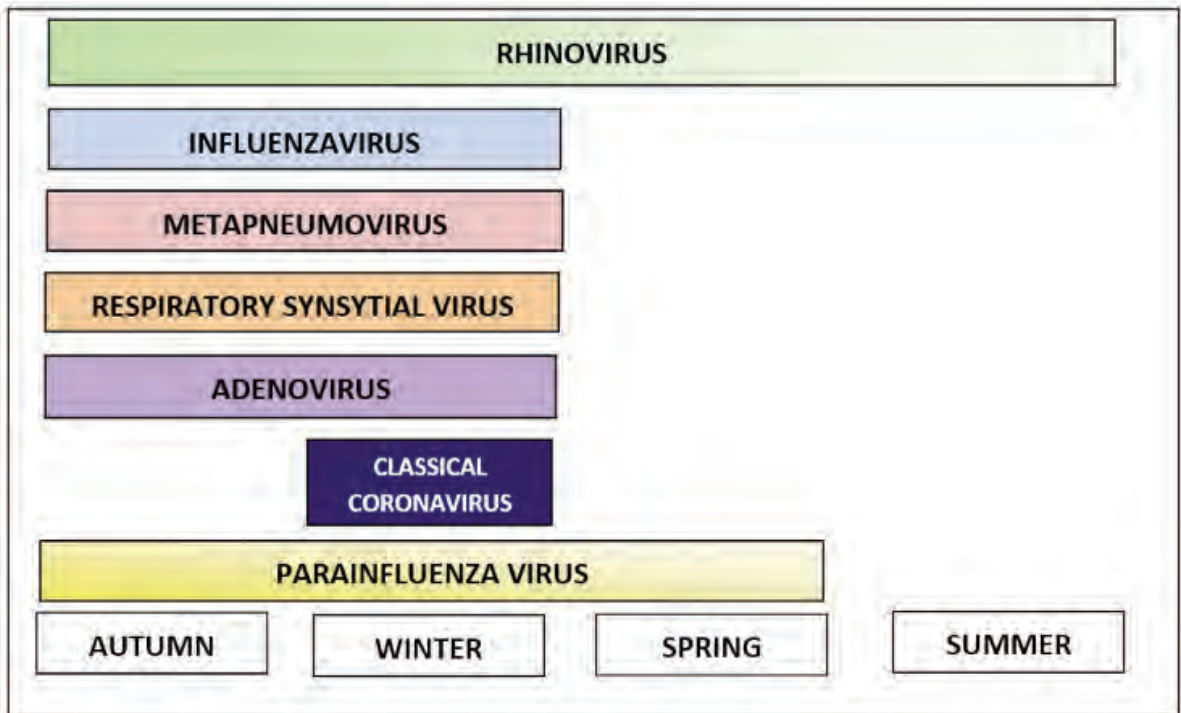 RHINOVIRUS
INFLUENZAVIRUS
METAPNEUMOVIRUS
RESPIRATORY SYNSYTIAL VIRUS
ADENOVIRUS
CLASSICAL
CORONAVIRUS
PARAINFLUENZA VIRUS
AUTUMN
WINTER
SPRING
SUMMER